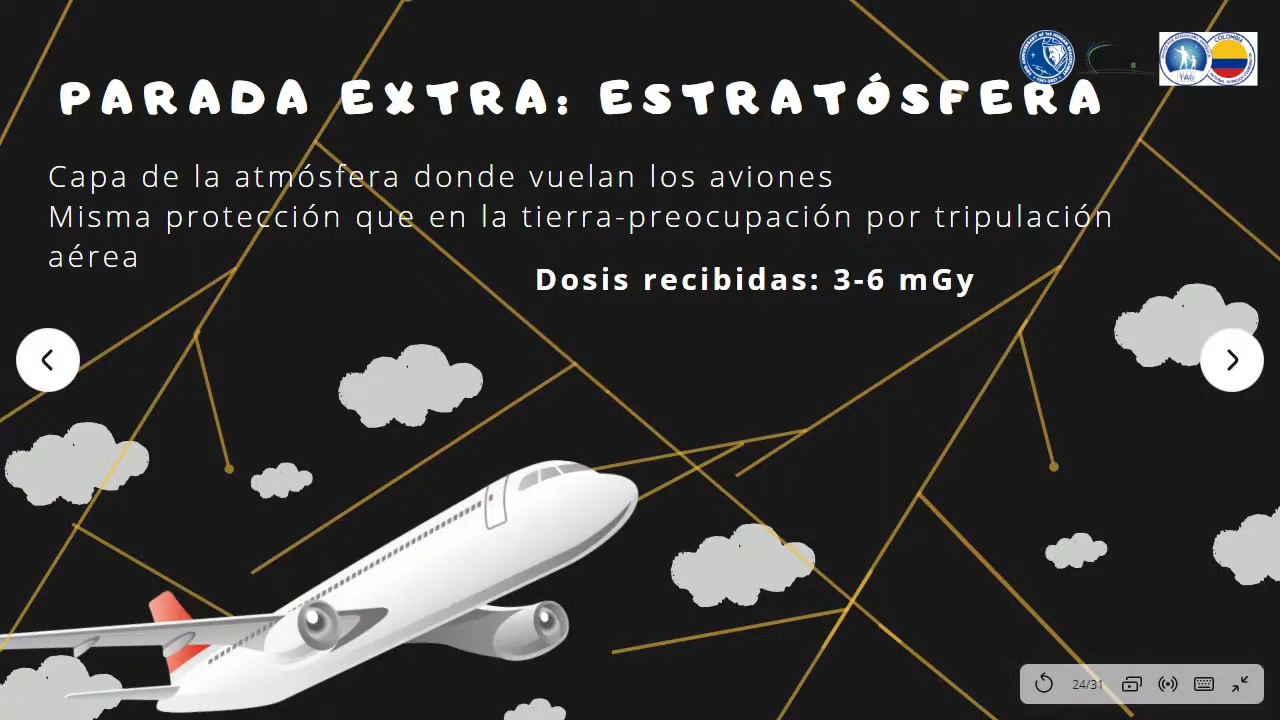 PARADA EXTRA: ESTRATÓSFERA
Capa de la atmósfera donde vuelan los aviones
Misma protección que en la tierra-preocupación por tripulación
aérea
Dosis recibidas: 3-6 mGy
COLOMBIA
24/31